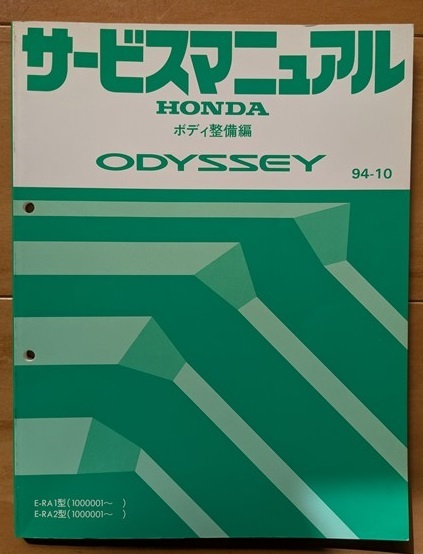 サービスマニュアル
HONDA
ボディ整備編
ODYSSEY
94-10
E-RA1型(1000001～　)
E-RA2型(1000001～　)